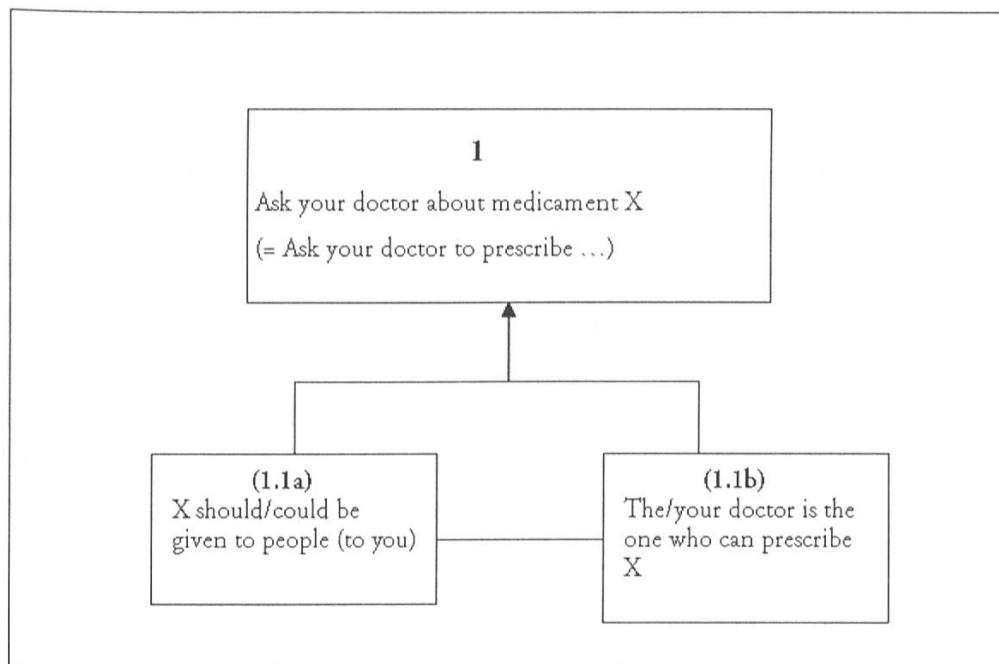 1
Ask your doctor about medicament X
(= Ask your doctor to prescribe …)
(1.1a)
X should/could be
given to people (to you)
(1.1b)
The/your doctor is the
one who can prescribe
X